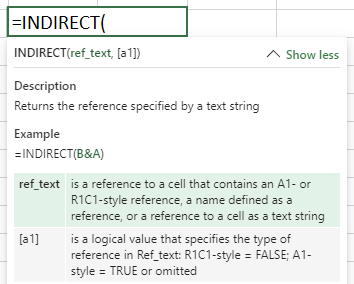 =INDIRECT(
INDIRECT(ref_text, [a1])
Show less
Description
Returns the reference specified by a text string
Example
=INDIRECT(B&A)
ref_text
is a reference to a cell that contains an A1- or
R1C1-style reference, a name defined as a
reference, or a reference to a cell as a text string
[a1]
is a logical value that specifies the type of
reference in Ref_text: R1C1-style = FALSE; A1-
style = TRUE or omitted